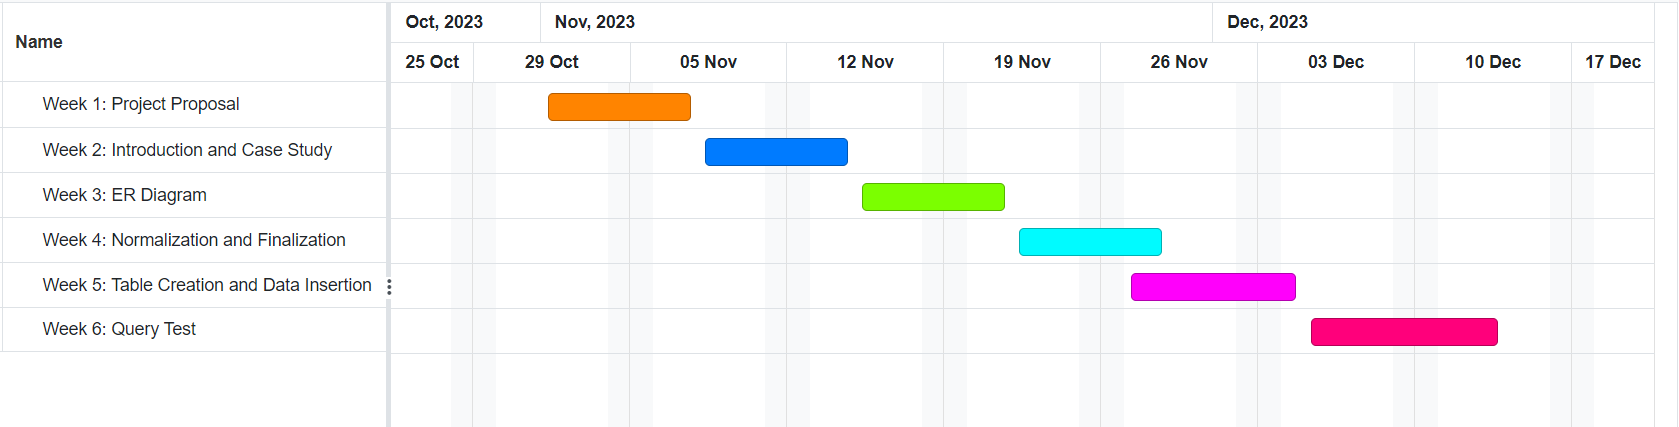 Name
Oct, 2023
Nov, 2023
Dec, 2023
25 Oct
29 Oct
05 Nov
12 Nov
19 Nov
26 Nov
03 Dec
10 Dec
17 Dec
Week 1: Project Proposal
Week 2: Introduction and Case Study
Week 3: ER Diagram
Week 4: Normalization and Finalization
Week 5: Table Creation and Data Insertion
Week 6: Query Test